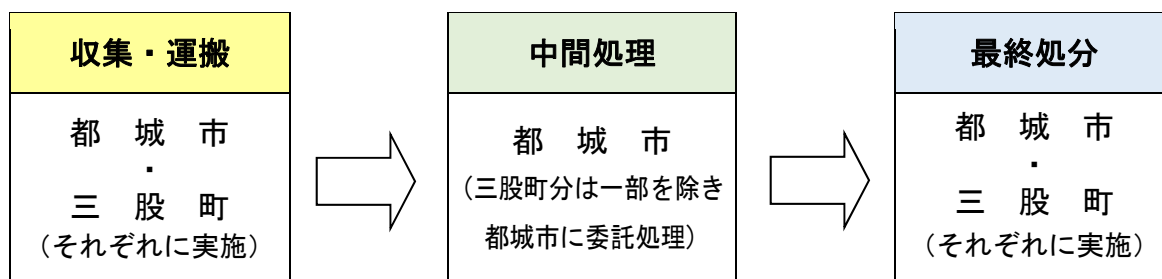 収集・運搬
都 城 市
・
三 股 町
（それぞれに実施）
中間処理
都 城 市
（三股町分は一部を除き
都城市に委託処理）
最終処分
都 城 市
・
三 股 町
（それぞれに実施）